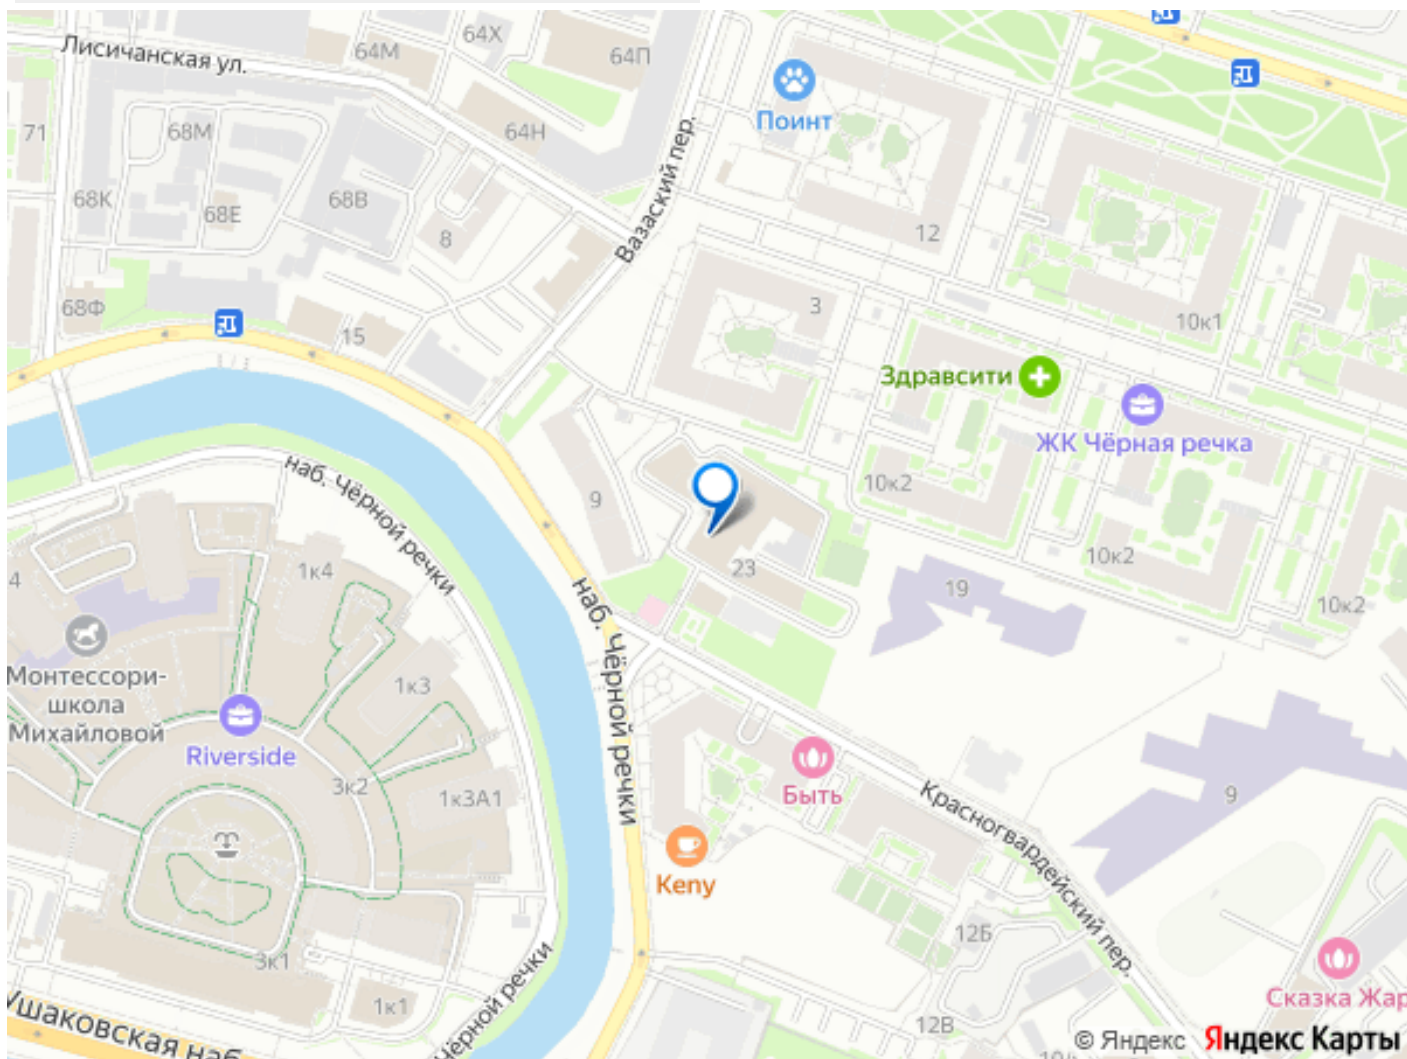 Лисичанская ул.
64М
64Х
64П
Поинт
71
68М
64Н
Вазаский пер.
68К
68Е
68В
8
12
68Ф
15
3
10к1
Здравсити
ЖК Чёрная речка
наб. Чёрной речки
9
10к2
10к2
23
19
10к2
4
1к4
наб. Чёрной речки
Монтессори-
школа
Михайловой
1к3
Riverside
3к2
1к3А1
Быть
Красногвардейский пер.
9
Keny
12Б
3к1
Сказка Жар
1к1
Чёрной речки
Ушаковская наб
12В
© Яндекс Яндекс Карты